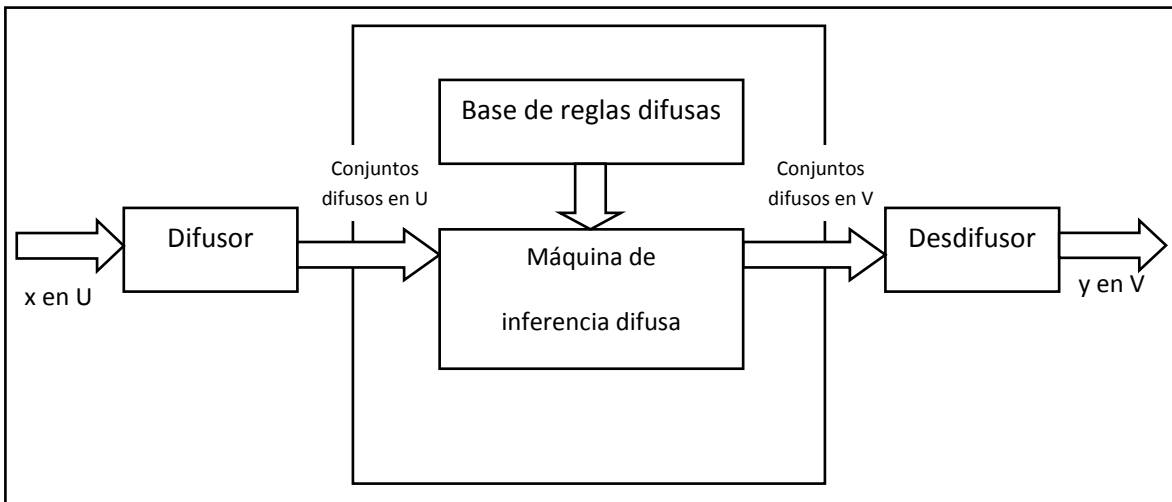 Base de reglas difusas
Conjuntos
difusos en U
Conjuntos
difusos en V
Difusor
Máquina de
inferencia difusa
Desdifusor
x en U
y en V